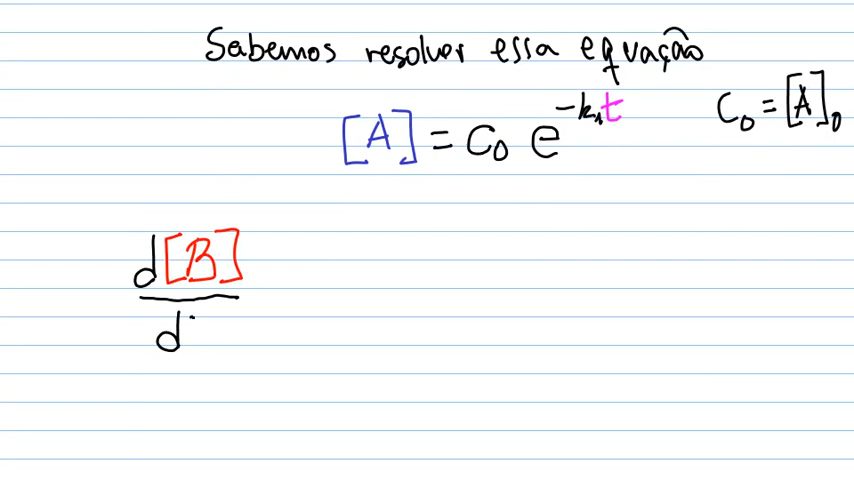 Sabemos resolver essa equação
[A] = C₀ e^{-k₁t} C₀ = [A]₀
d[B]
d